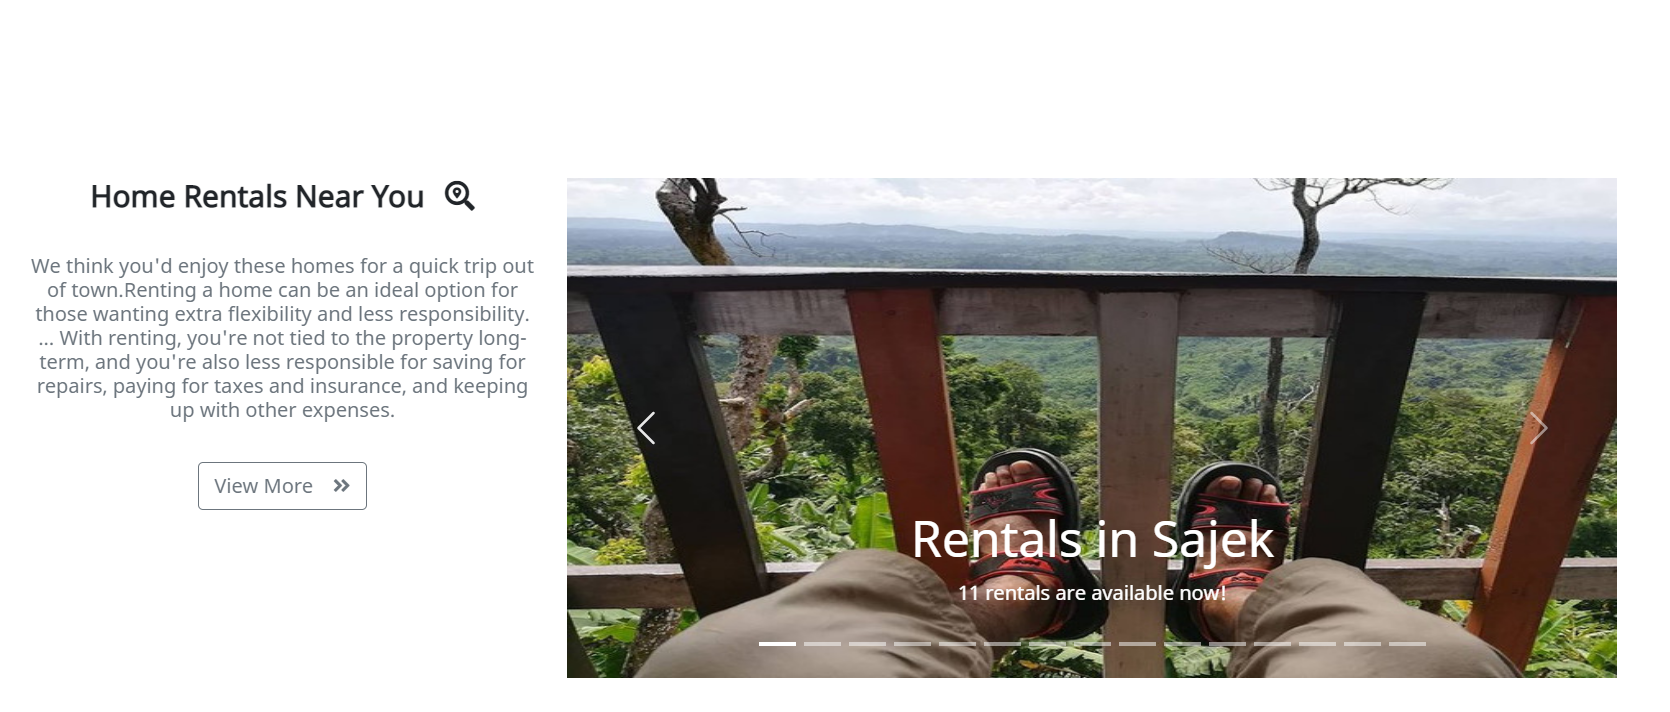 Home Rentals Near You
We think you'd enjoy these homes for a quick trip out
of town.Renting a home can be an ideal option for
those wanting extra flexibility and less responsibility.
... With renting, you're not tied to the property long-
term, and you're also less responsible for saving for
repairs, paying for taxes and insurance, and keeping
up with other expenses.
View More
Rentals in Sajek
11 rentals are available now!